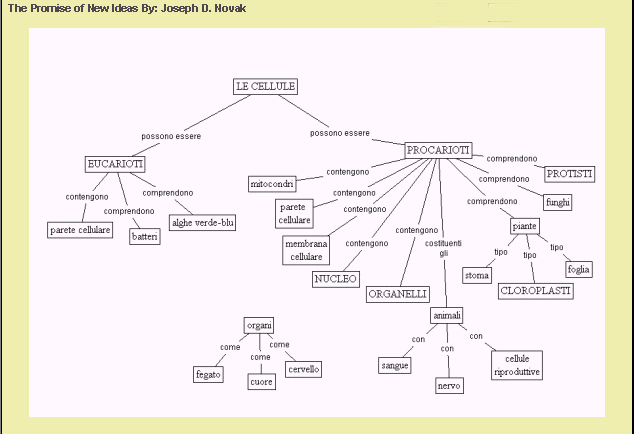 The Promise of New Ideas By: Joseph D. Novak
LE CELLULE
possono essere
possono essere
EUCARIOTI
PROCARIOTI
contengono
comprendono
comprendono
parete cellulare
batteri
alghe verde-blu
contengono
mitocondri
contengono
parete
cellulare
contengono
membrana
cellulare
contengono
NUCLEO
contengono
ORGANELLI
costituenti
gli
animali
comprendono
PROTISTI
comprendono
funghi
comprendono
piante
tipo
tipo
tipo
stoma
CLOROPLASTI
foglia
con
con
con
sangue
nervo
cellule
riproduttive
organi
come
come
come
fegato
cuore
cervello